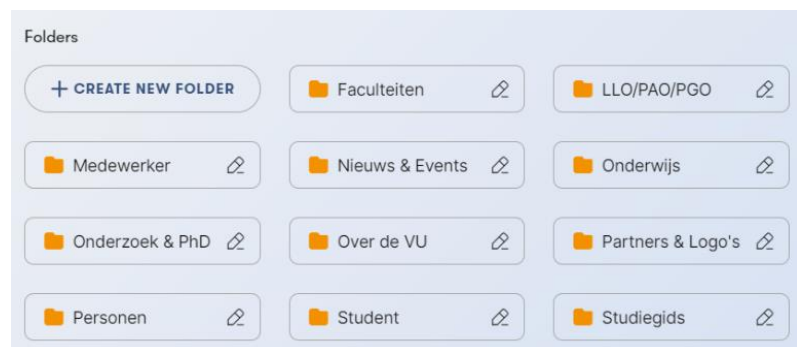 Folders
+ CREATE NEW FOLDER
Faculteiten
LLO/PAO/PGO
Medewerker
Nieuws & Events
Onderwijs
Onderzoek & PhD
Over de VU
Partners & Logo's
Personen
Student
Studiegids